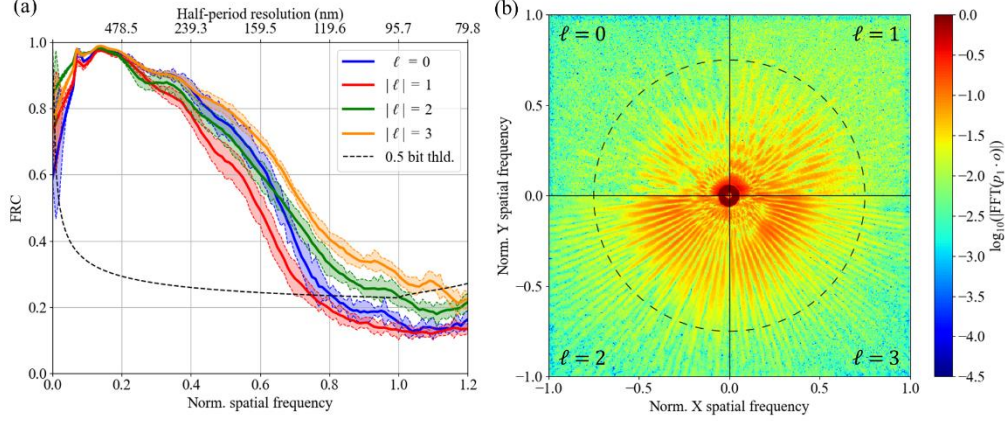 (a)
Half-period resolution (nm)
478.5 239.3 159.5 119.6 95.7 79.8
1.0
0.8
0.6
0.4
0.2
0.0
FRC
ℓ = 0
|ℓ| = 1
|ℓ| = 2
|ℓ| = 3
0.5 bit thld.
0.0 0.2 0.4 0.6 0.8 1.0 1.2
Norm. spatial frequency
(b)
ℓ = 0 ℓ = 1
ℓ = 2 ℓ = 3
1.0
0.5
0.0
−0.5
−1.0
Norm. Y spatial frequency
−1.0 −0.5 0.0 0.5 1.0
Norm. X spatial frequency
0.0
−0.5
−1.0
−1.5
−2.0
−2.5
−3.0
−3.5
−4.0
−4.5
log₁₀(|FFT(p₁ · o)|)